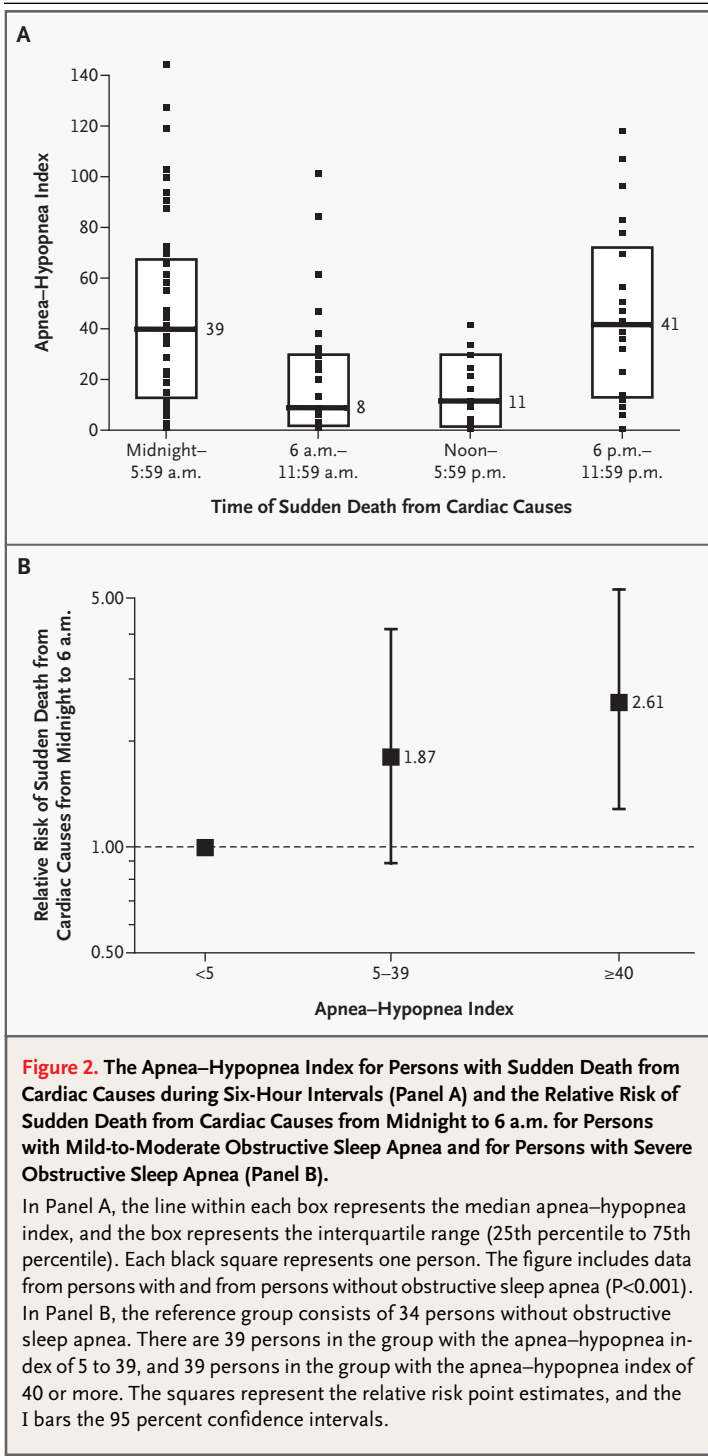 A
Apnea–Hypopnea Index
140
120
100
80
60
40
20
0
39
8
11
41
Midnight–
5:59 a.m.
6 a.m.–
11:59 a.m.
Noon–
5:59 p.m.
6 p.m.–
11:59 p.m.
Time of Sudden Death from Cardiac Causes
B
Relative Risk of Sudden Death from
Cardiac Causes from Midnight to 6 a.m.
5.00
1.00
0.50
1.87
2.61
<5
5–39
≥40
Apnea–Hypopnea Index
Figure 2. The Apnea–Hypopnea Index for Persons with Sudden Death from
Cardiac Causes during Six-Hour Intervals (Panel A) and the Relative Risk of
Sudden Death from Cardiac Causes from Midnight to 6 a.m. for Persons
with Mild-to-Moderate Obstructive Sleep Apnea and for Persons with Severe
Obstructive Sleep Apnea (Panel B).
In Panel A, the line within each box represents the median apnea–hypopnea
index, and the box represents the interquartile range (25th percentile to 75th
percentile). Each black square represents one person. The figure includes data
from persons with and from persons without obstructive sleep apnea (P<0.001).
In Panel B, the reference group consists of 34 persons without obstructive
sleep apnea. There are 39 persons in the group with the apnea–hypopnea in-
dex of 5 to 39, and 39 persons in the group with the apnea–hypopnea index of
40 or more. The squares represent the relative risk point estimates, and the
I bars the 95 percent confidence intervals.